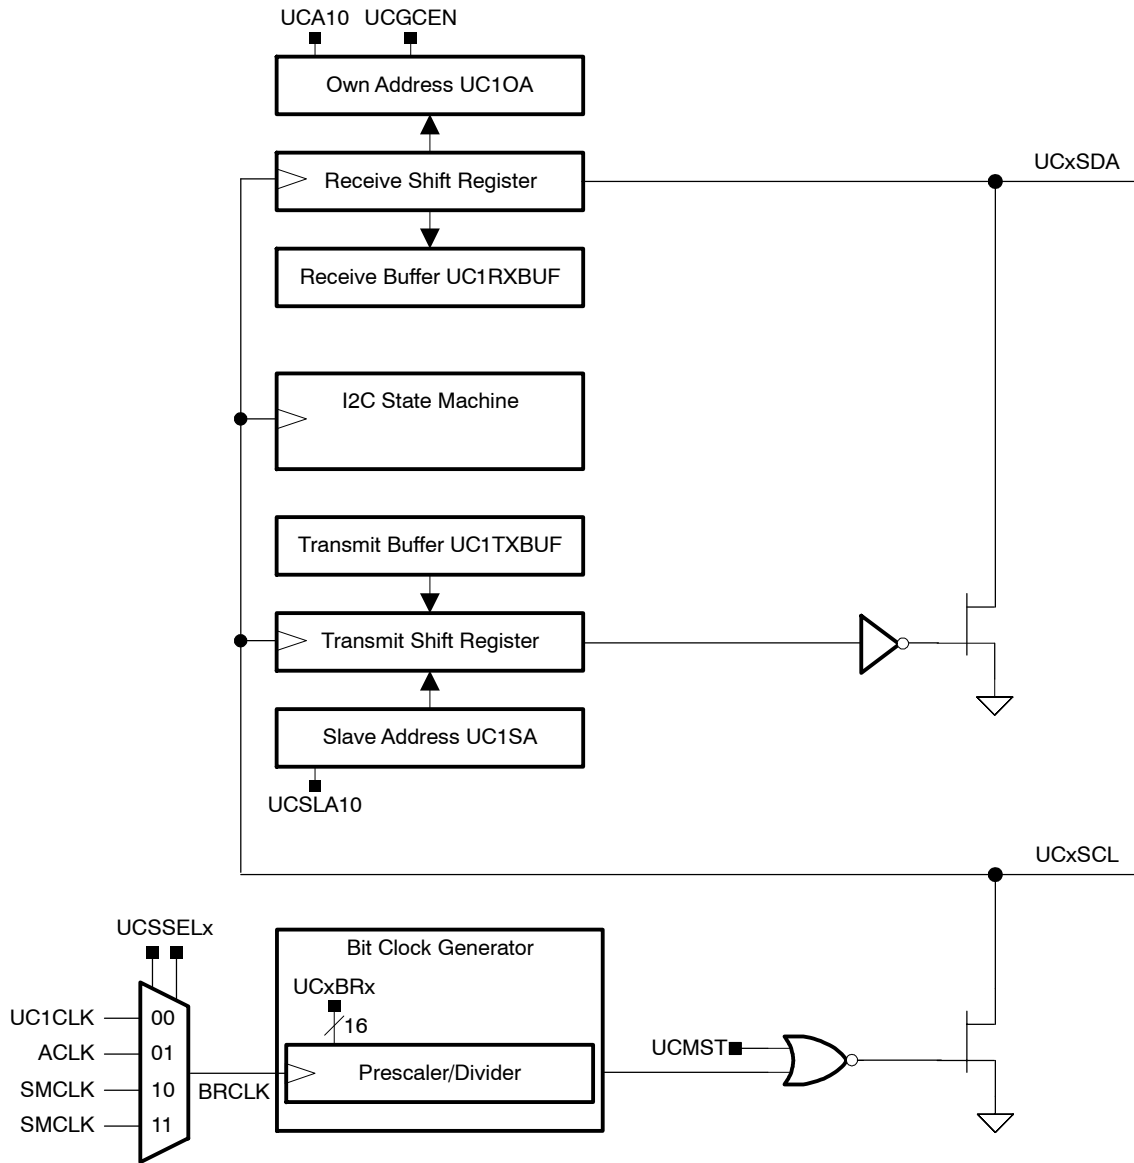 UCA10 UCGCEN
Own Address UC1OA
Receive Shift Register
UCxSDA
Receive Buffer UC1RXBUF
I2C State Machine
Transmit Buffer UC1TXBUF
Transmit Shift Register
Slave Address UC1SA
UCSLA10
UCxSCL
UCSSELx
Bit Clock Generator
UCxBRx
16
UC1CLK 00
ACLK 01
SMCLK 10
SMCLK 11
BRCLK
Prescaler/Divider
UCMST